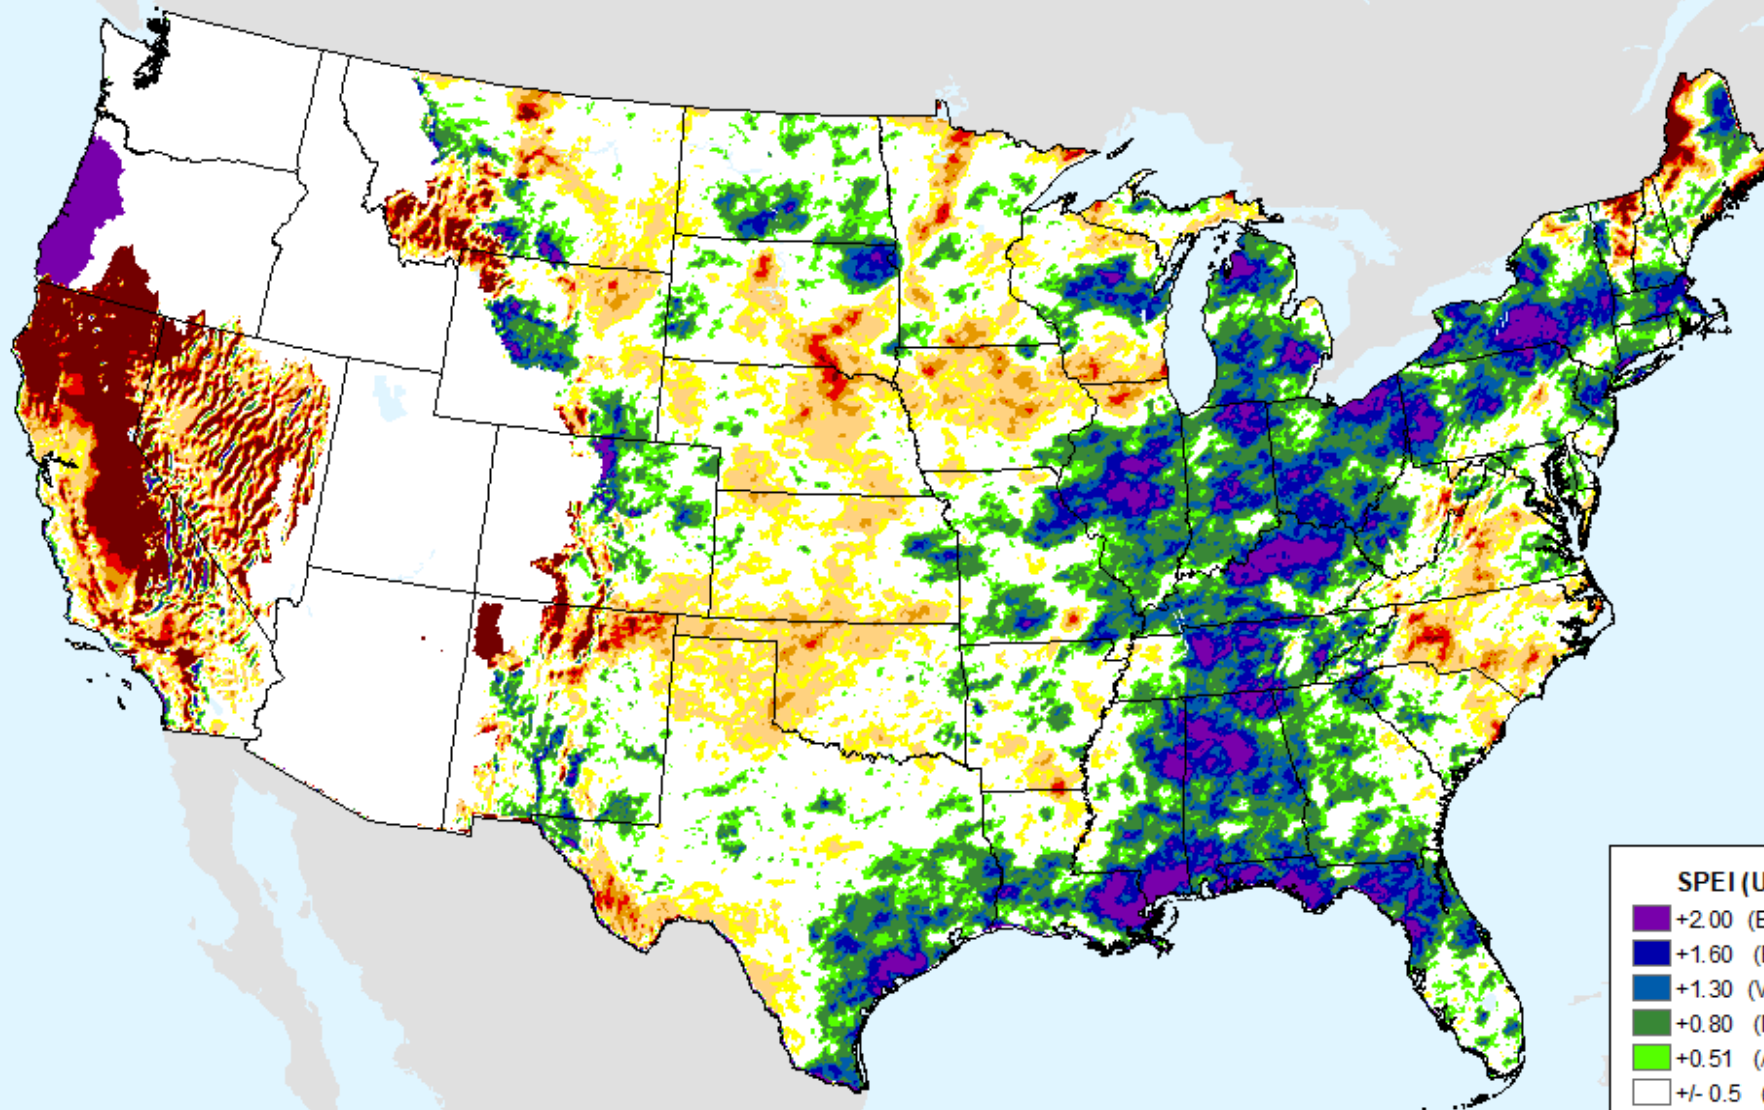 SPEI (U
+2.00 (E
+1.60 (
+1.30 (V
+0.80 (
+0.51 (
+/- 0.5 (